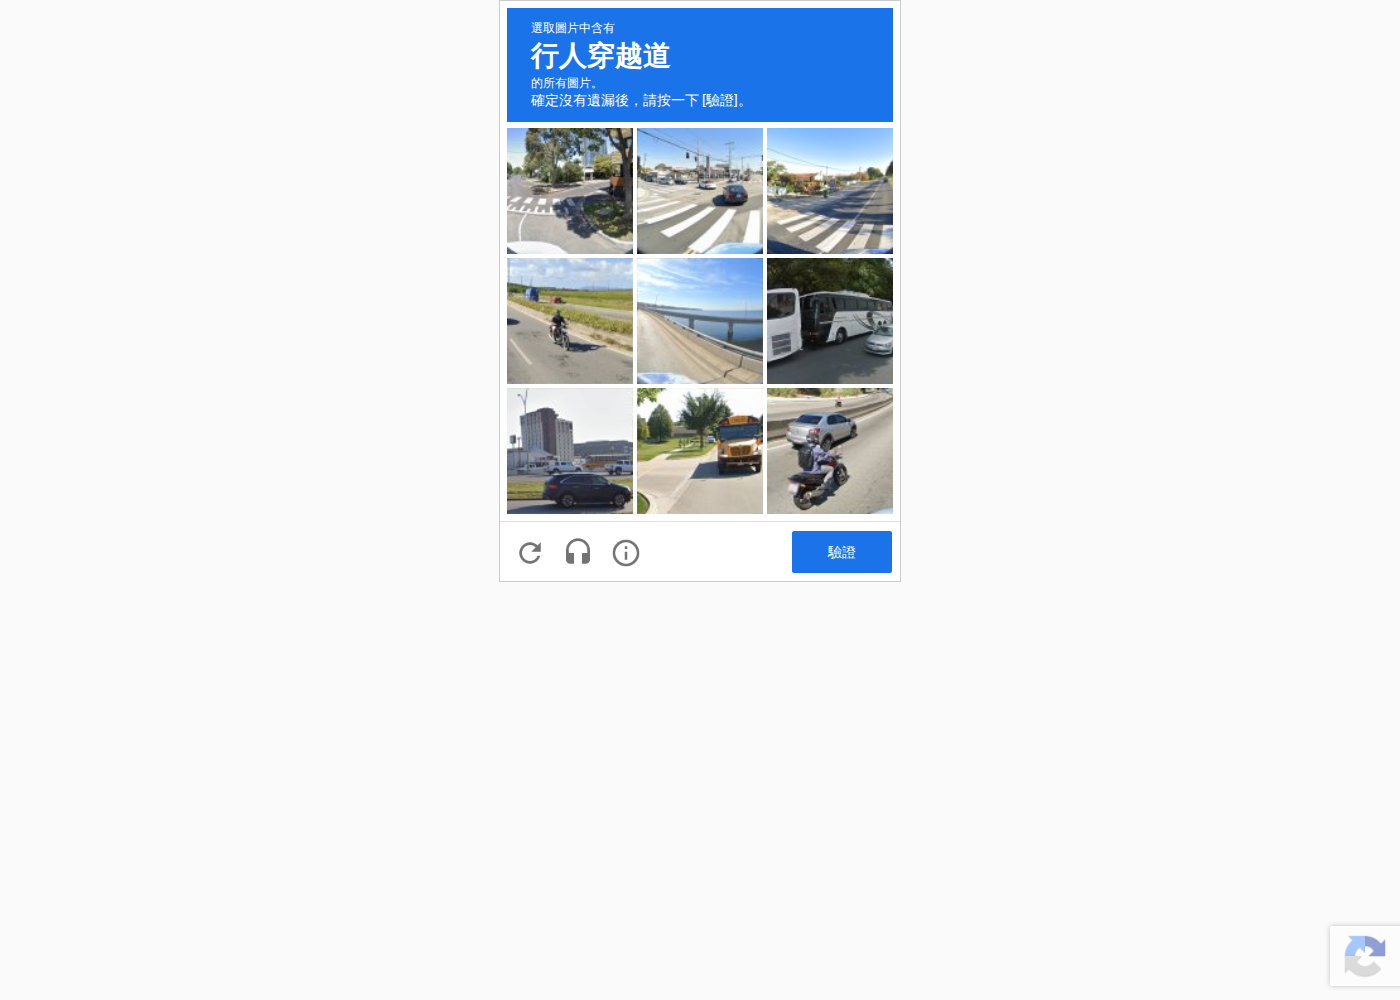 選取圖片中含有
行人穿越道
的所有圖片。
確定沒有遺漏後，請按一下 [驗證]。
驗證